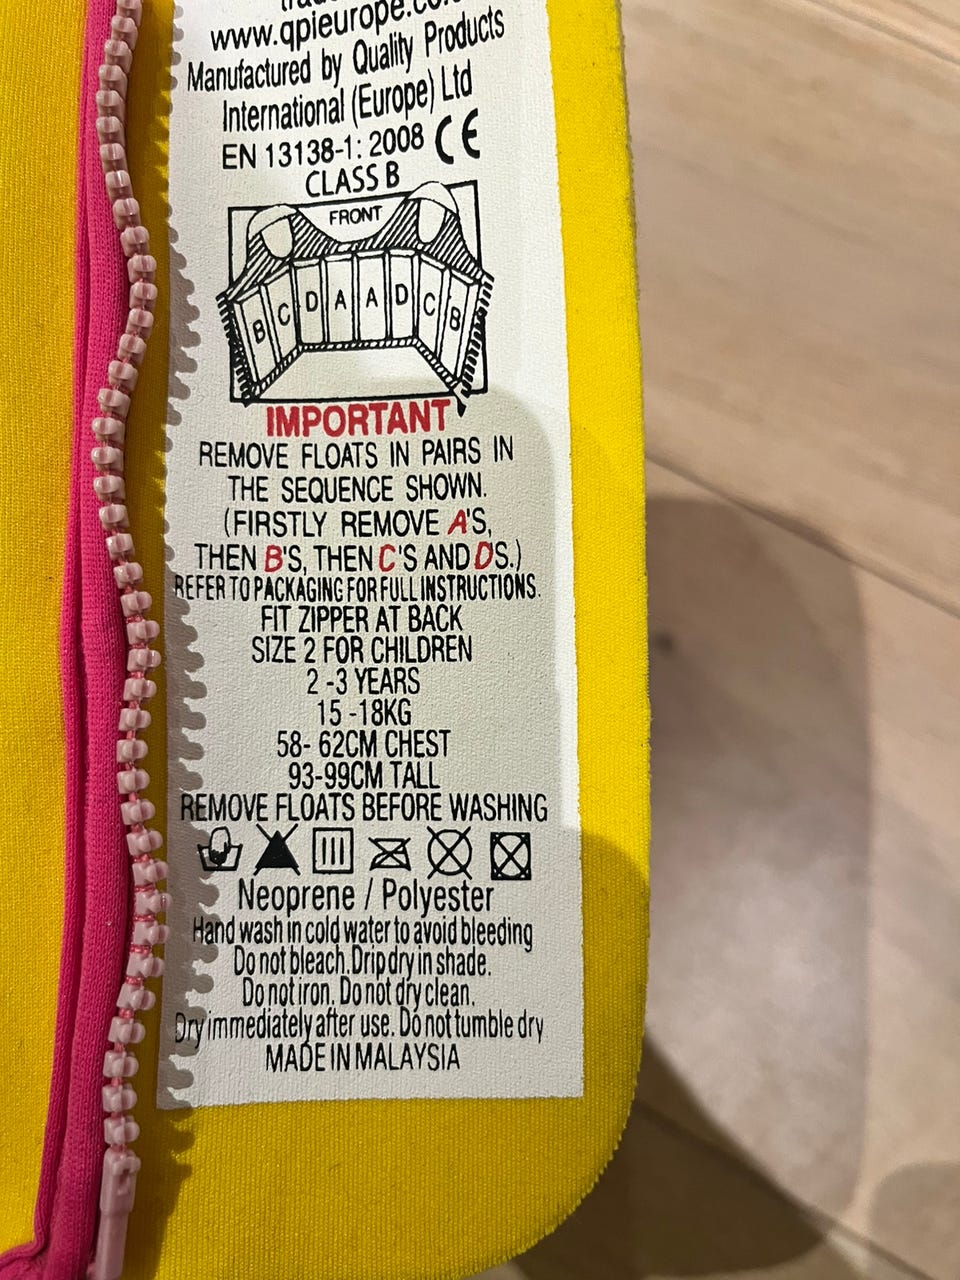 www.qpieurope.co.
Manufactured by Quality Products
International (Europe) Ltd
EN 13138-1: 2008 CE
CLASS B
FRONT
B C D A A D C B
IMPORTANT
REMOVE FLOATS IN PAIRS IN
THE SEQUENCE SHOWN.
(FIRSTLY REMOVE A'S,
THEN B'S, THEN C'S AND D'S.)
REFER TO PACKAGING FOR FULL INSTRUCTIONS.
FIT ZIPPER AT BACK
SIZE 2 FOR CHILDREN
2 -3 YEARS
15 -18KG
58- 62CM CHEST
93-99CM TALL
REMOVE FLOATS BEFORE WASHING
Neoprene / Polyester
Hand wash in cold water to avoid bleeding
Do not bleach. Drip dry in shade.
Do not iron. Do not dry clean.
Dry immediately after use. Do not tumble dry
MADE IN MALAYSIA